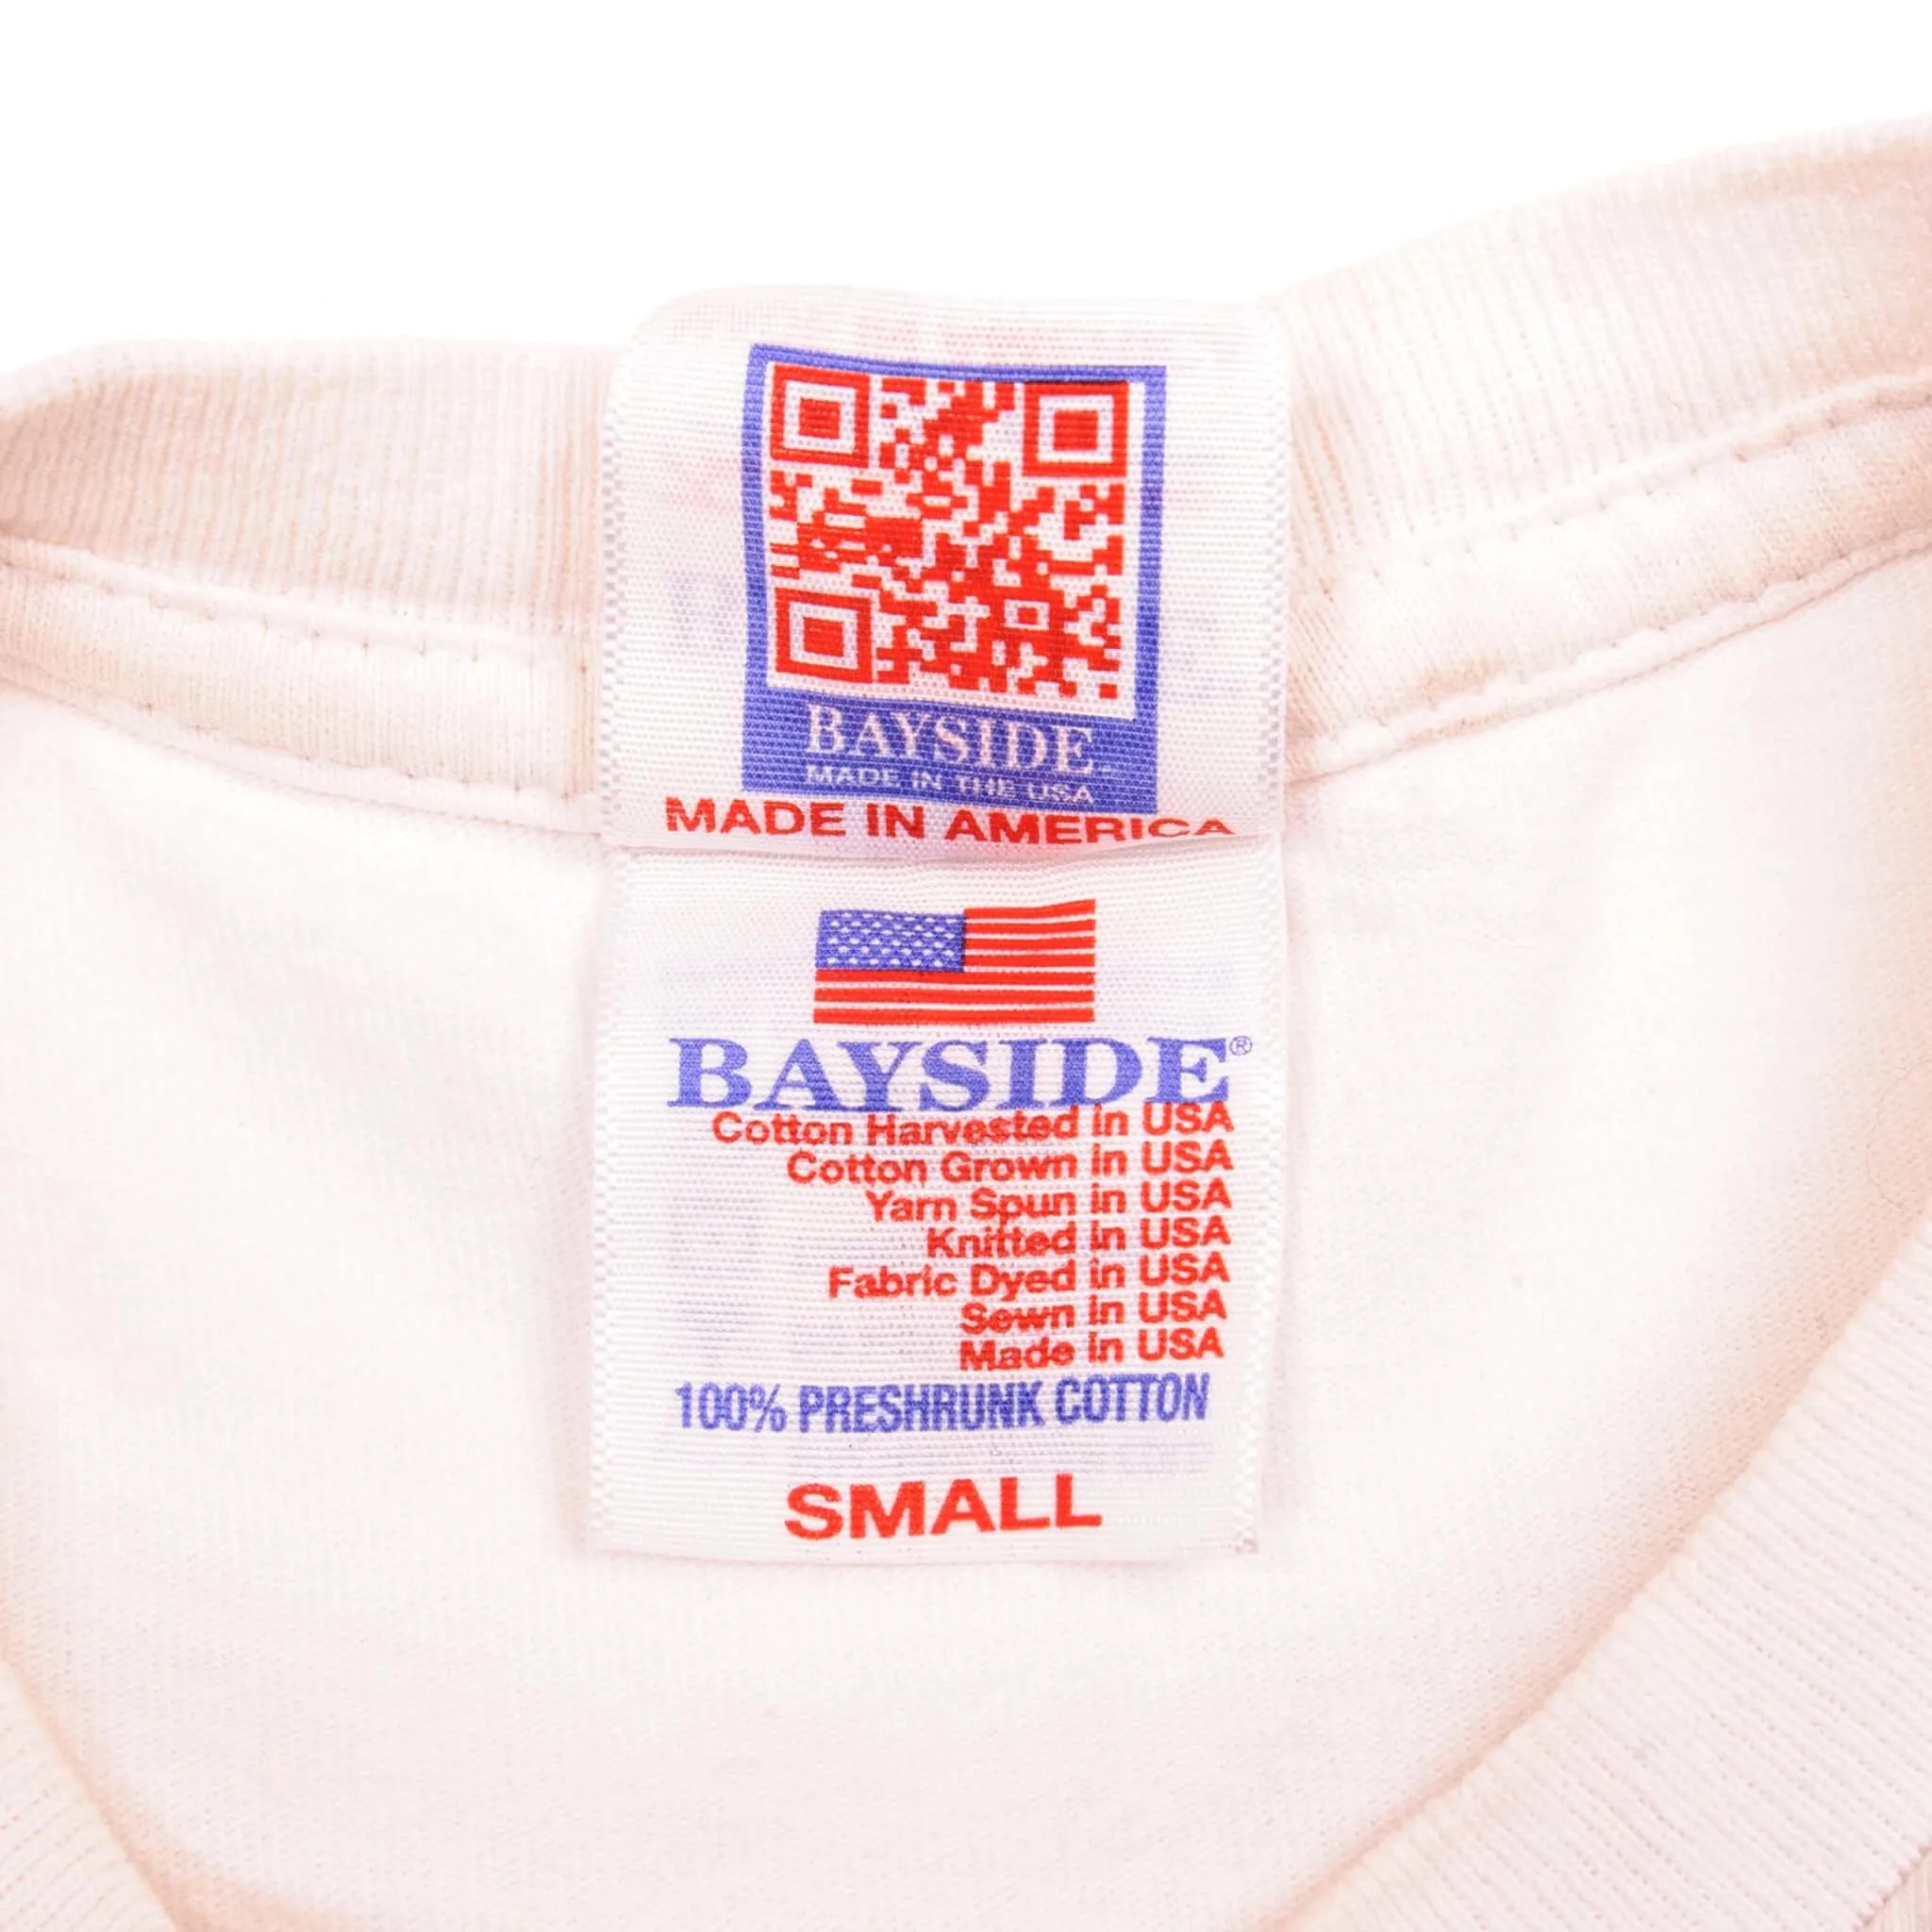 BAYSIDE
MADE IN THE USA
MADE IN AMERICA
BAYSIDE®
Cotton Harvested in USA
Cotton Grown in USA
Yarn Spun in USA
Knitted in USA
Fabric Dyed in USA
Sewn in USA
Made in USA
100% PRESHRUNK COTTON
SMALL